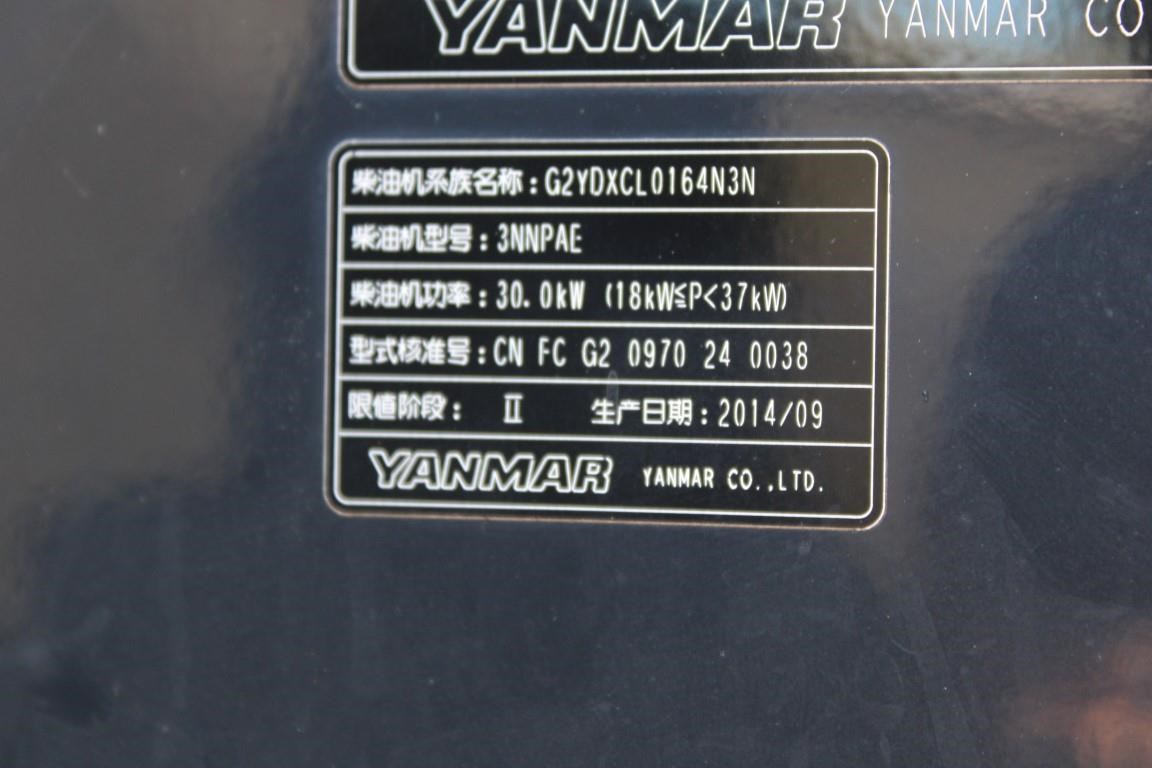 YANMAR YANMAR CO
柴油机系族名称:G2YDXCL0164N3N
柴油机型号:3NNPAE
柴油机功率:30.0kW (18kW≦P<37kW)
型式核准号:CN FC G2 0970 24 0038
限值阶段: Ⅱ 生产日期:2014/09
YANMAR YANMAR CO.,LTD.